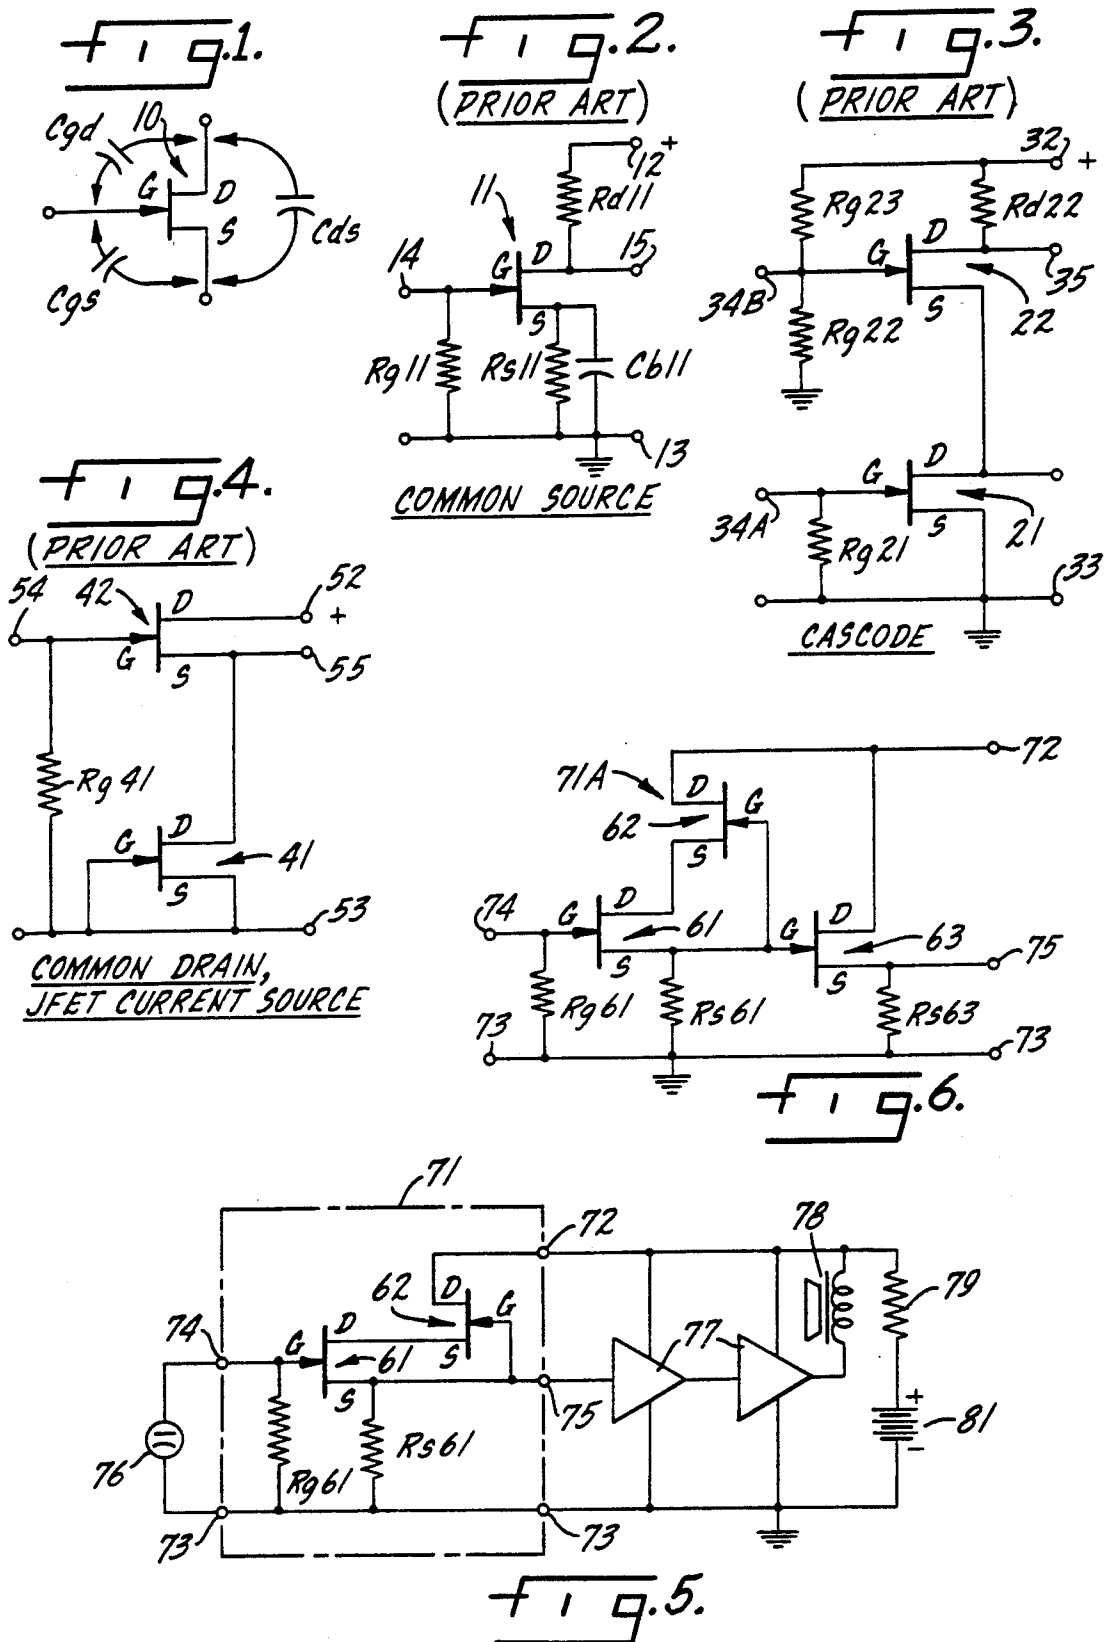 fig.1.
Cgd
10
G
D
S
Cgs
Cds
fig.2.
(PRIOR ART)
12
+
Rd11
11
D
15
14
G
S
Rg11
Rs11
Cb11
13
COMMON SOURCE
fig.3.
(PRIOR ART)
32
+
Rg23
Rd22
D
G
34B
35
S
22
Rg22
D
G
34A
S
21
Rg21
33
CASCODE
fig.4.
(PRIOR ART)
54
42
D
52
+
G
S
55
Rg41
D
G
41
S
53
COMMON DRAIN,
JFET CURRENT SOURCE
72
71A
D
G
62
S
74
G
D
61
G
D
63
75
S
S
Rg61
Rs61
Rs63
73
73
fig.6.
71
72
78
62
D
G
79
74
G
D
61
S
77
S
75
+
81
-
76
Rg61
Rs61
73
73
fig.5.